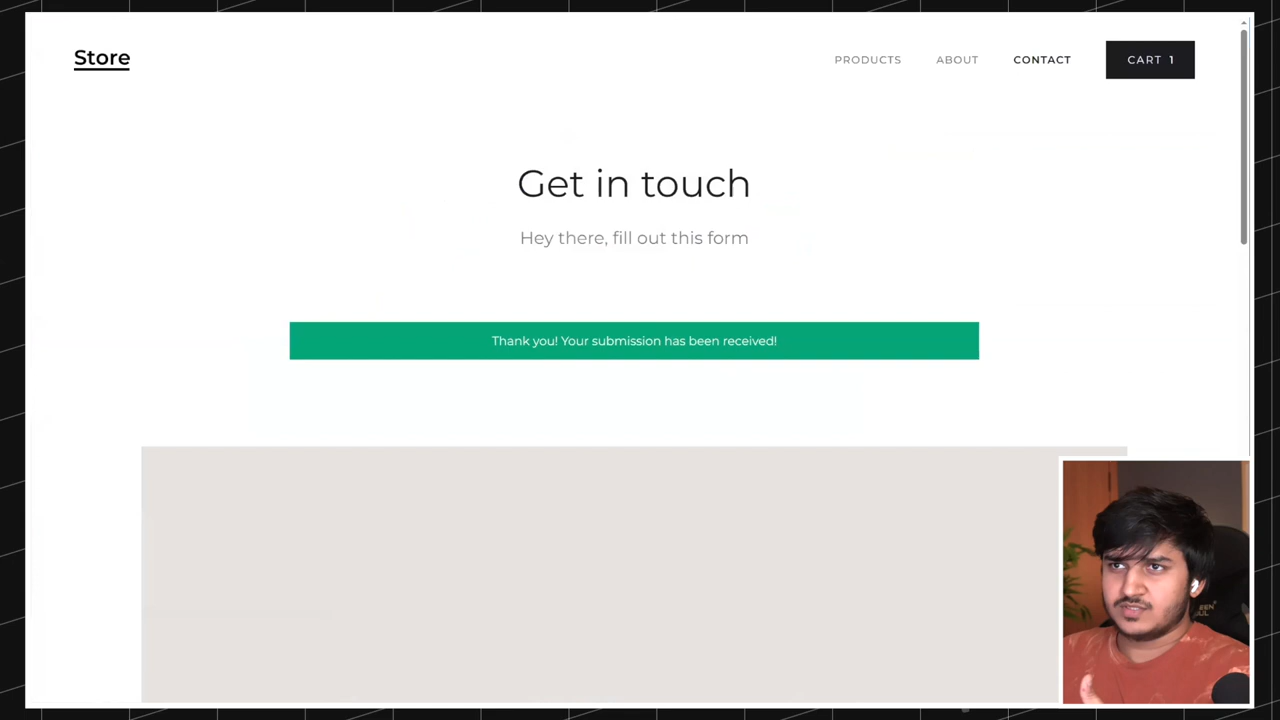 Store
PRODUCTS
ABOUT
CONTACT
CART 1
Get in touch
Hey there, fill out this form
Thank you! Your submission has been received!